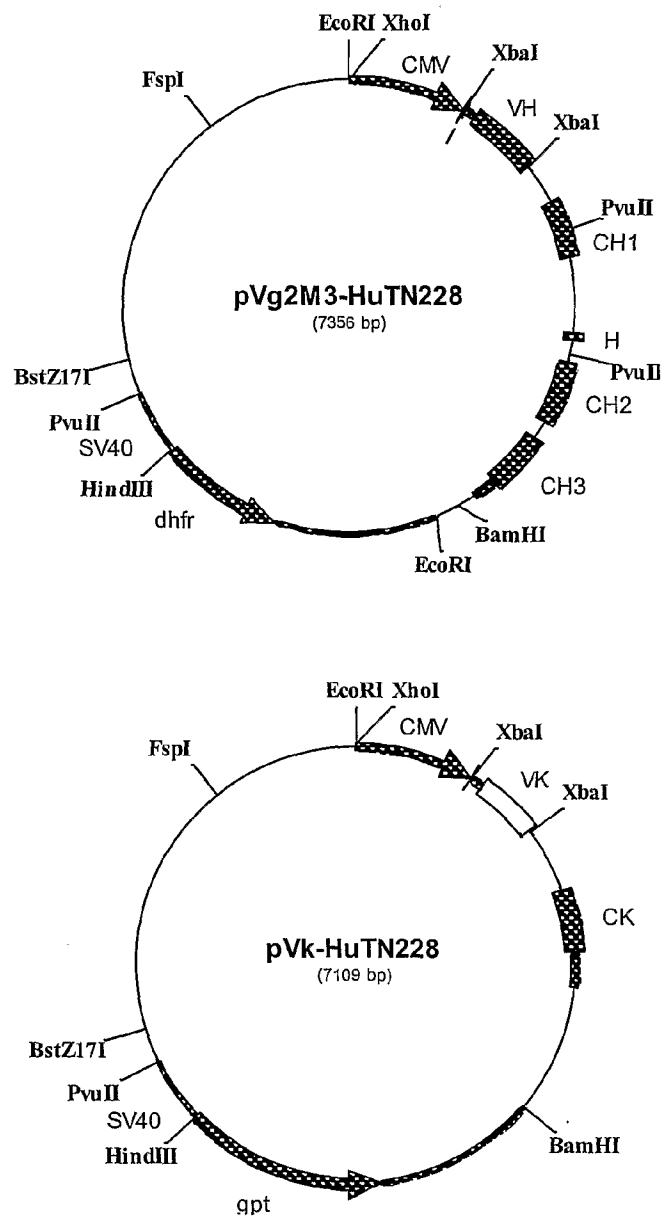 EcoRI XhoI
CMV
XbaI
FspI
VH
XbaI
PvuII
CH1
pVg2M3-HuTN228
(7356 bp)
H
BstZ17I
PvuII
PvuII
CH2
SV40
HindIII
CH3
dhfr
BamHI
EcoRI
EcoRI XhoI
CMV
XbaI
FspI
VK
XbaI
CK
pVk-HuTN228
(7109 bp)
BstZ17I
PvuII
SV40
HindIII
BamHI
gpt